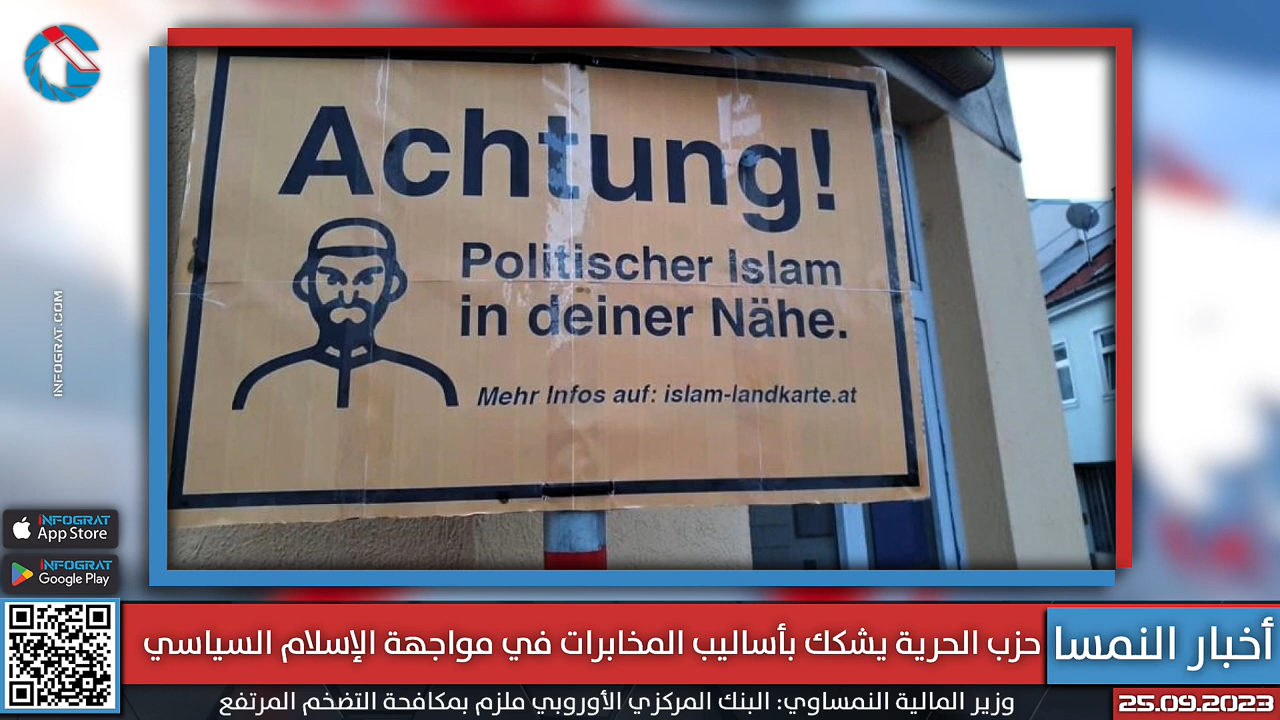 Achtung!
Politischer Islam
in deiner Nähe.
Mehr Infos auf: islam-landkarte.at
INFOGRAT.COM
INFOGRAT
App Store
INFOGRAT
Google Play
أخبار النمسا
حزب الحرية يشكك بأساليب المخابرات في مواجهة الإسلام السياسي
وزير المالية النمساوي: البنك المركزي الأوروبي ملزم بمكافحة التضخم المرتفع
25.09.2023